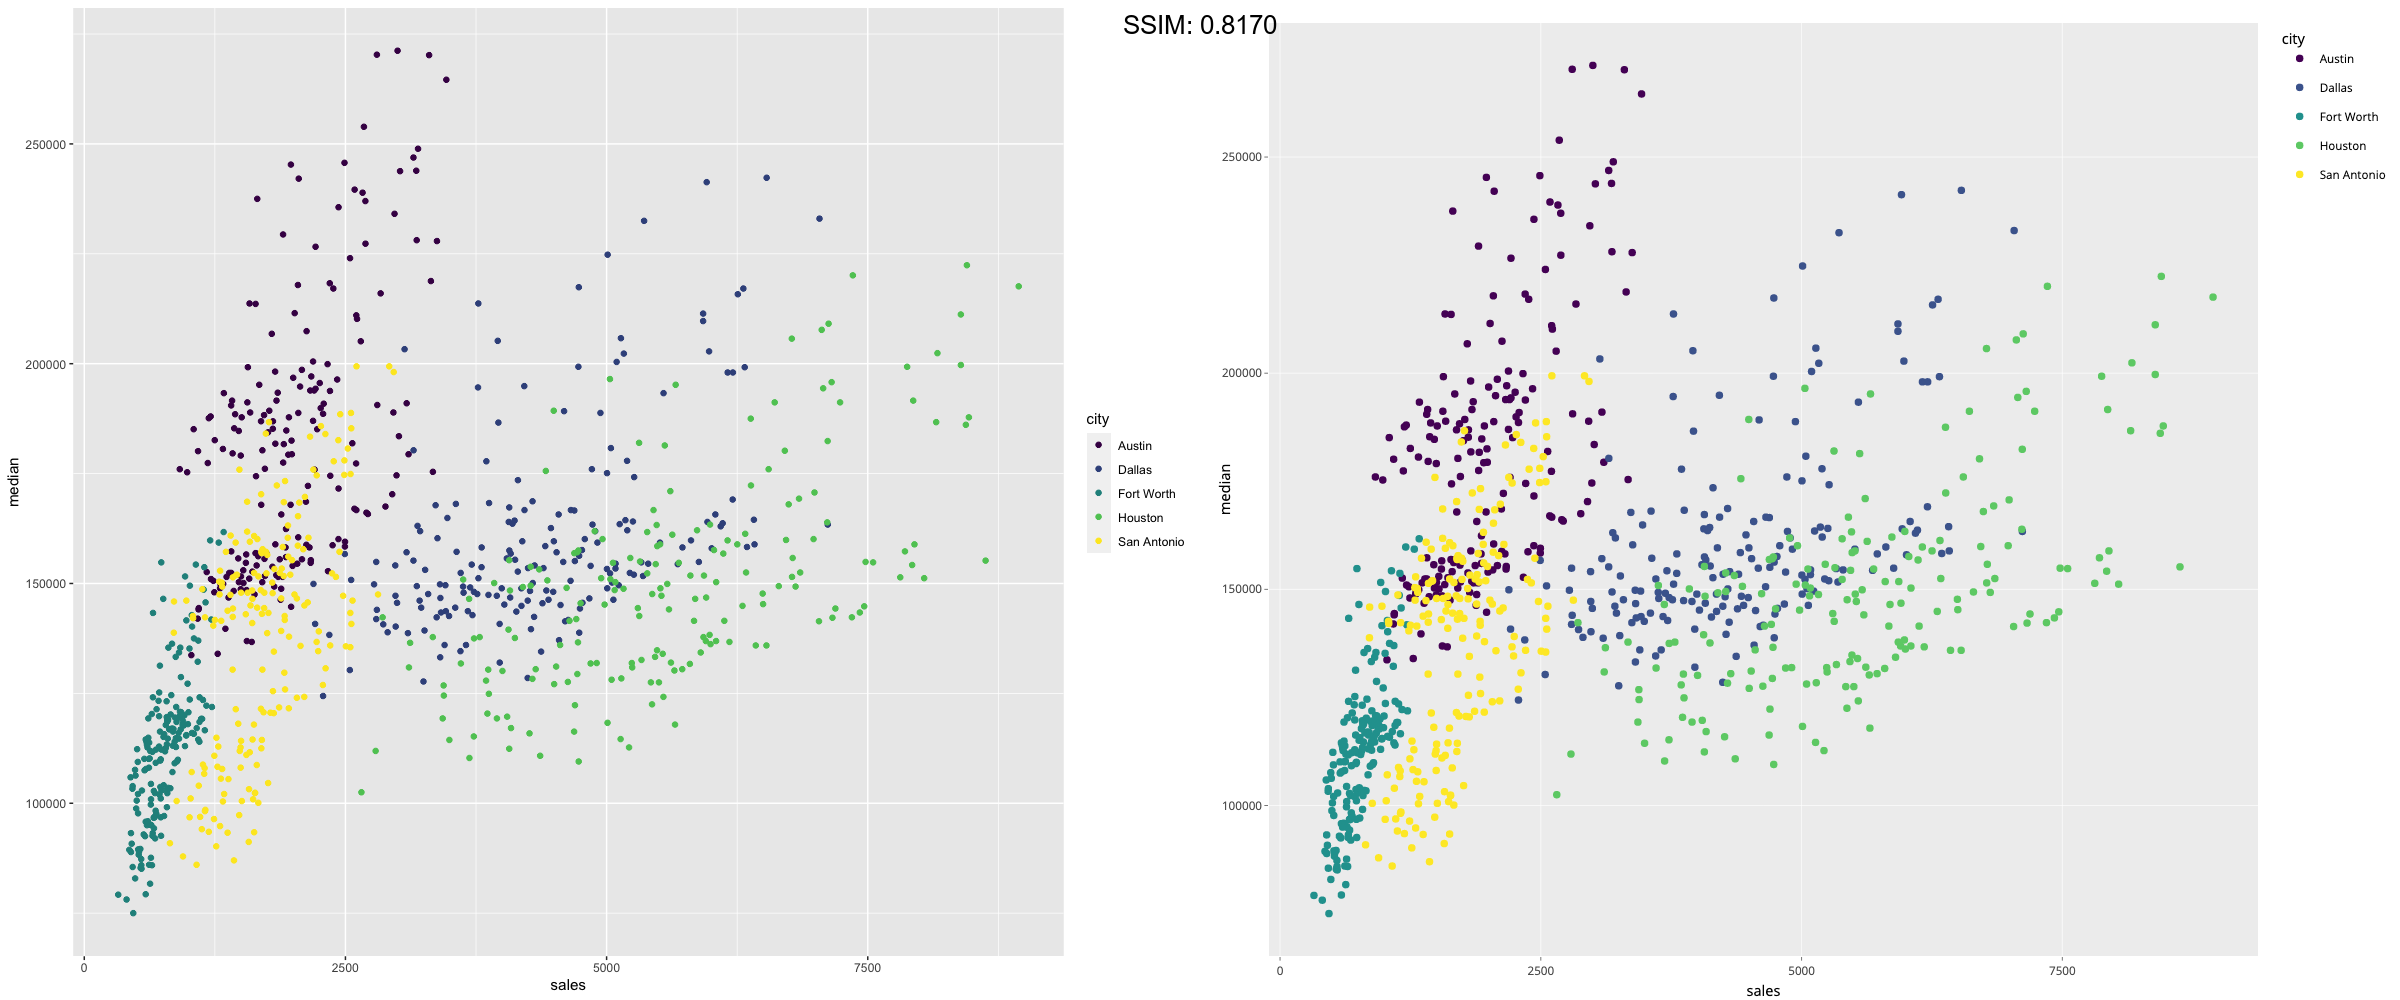 SSIM: 0.8170
median
250000
200000
150000
100000
0 2500 5000 7500
sales
city
Austin
Dallas
Fort Worth
Houston
San Antonio
median
250000
200000
150000
100000
0 2500 5000 7500
sales
city
Austin
Dallas
Fort Worth
Houston
San Antonio